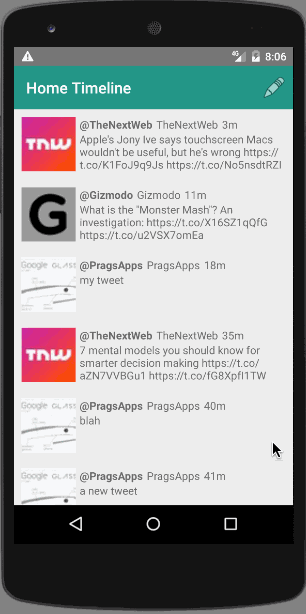 4G 8:06
Home Timeline
TNW
@TheNextWeb TheNextWeb 3m
Apple's Jony Ive says touchscreen Macs
wouldn't be useful, but he's wrong https://
t.co/K1FoJ9q9Js https://t.co/No5nsdtRZI
G
@Gizmodo Gizmodo 11m
What is the "Monster Mash"? An
investigation: https://t.co/X16SZ1qQfG
https://t.co/u2VSX7omEa
Google GLASS
@PragsApps PragsApps 18m
my tweet
TNW
@TheNextWeb TheNextWeb 35m
7 mental models you should know for
smarter decision making https://t.co/
aZN7VVBGu1 https://t.co/fG8XpfI1TW
Google GLASS
@PragsApps PragsApps 40m
blah
Google GLASS
@PragsApps PragsApps 41m
a new tweet